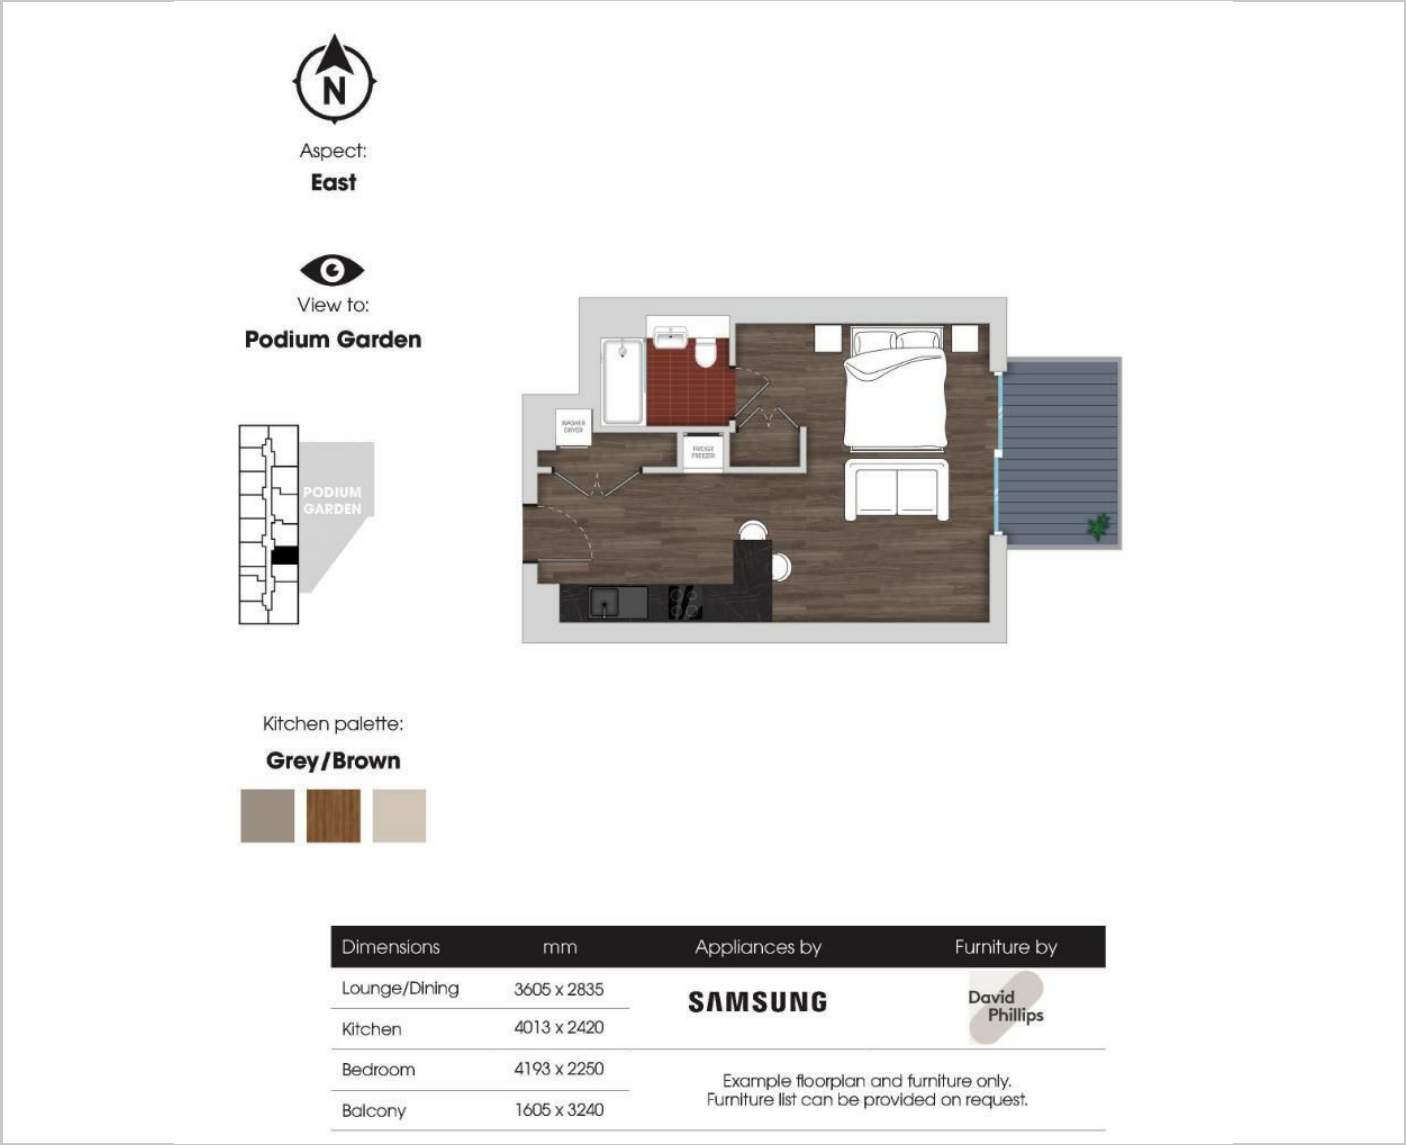 N
Aspect:
East
View to:
Podium Garden
PODIUM
GARDEN
WASHER
DRYER
FRIDGE
FREEZER
Kitchen palette:
Grey/Brown
Dimensions mm Appliances by Furniture by
Lounge/Dining 3605 x 2835
SAMSUNG
David
Phillips
Kitchen 4013 x 2420
Bedroom 4193 x 2250
Example floorplan and furniture only.
Furniture list can be provided on request.
Balcony 1605 x 3240